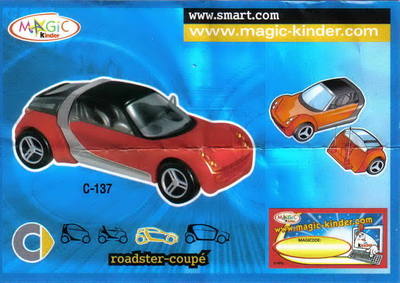 MAGIC
Kinder
www.smart.com
www.magic-kinder.com
C-137
MAGIC
Kinder
www.magic-kinder.com
MAGICODE:
roadster-coupé